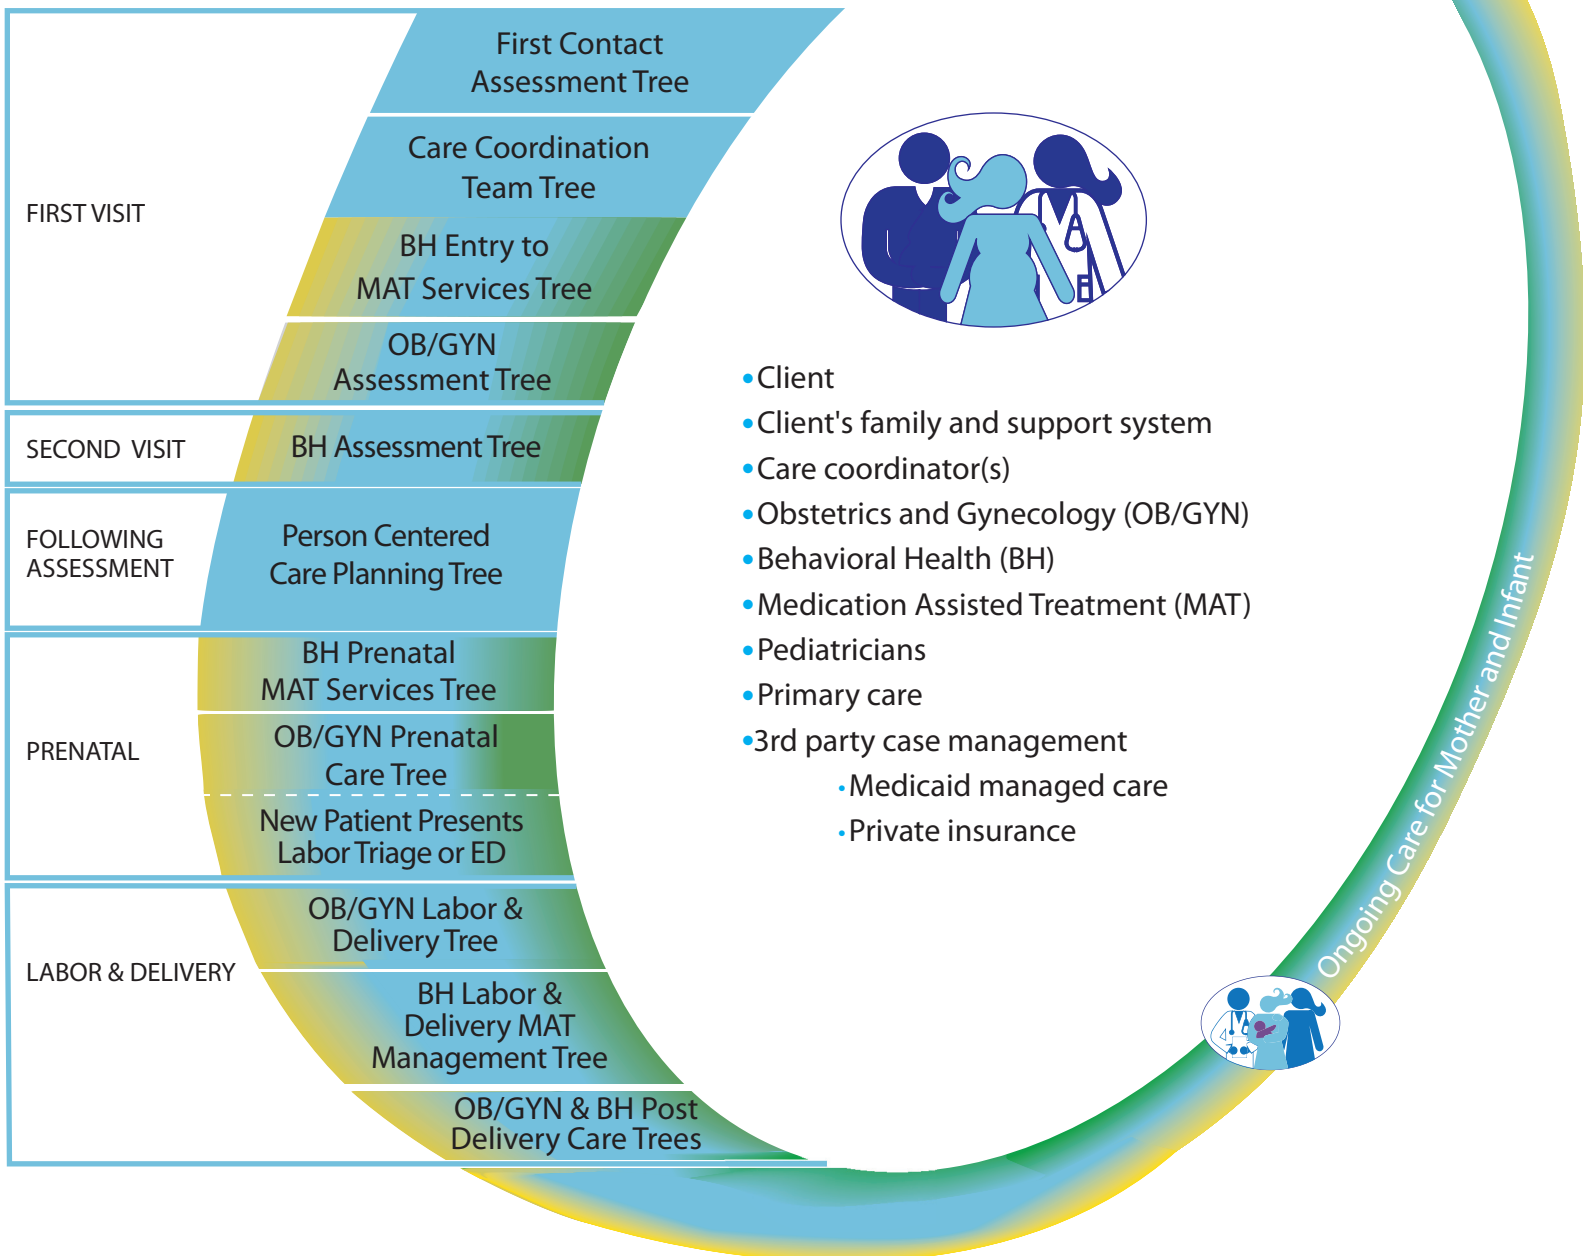 FIRST VISIT
First Contact
Assessment Tree
Care Coordination
Team Tree
BH Entry to
MAT Services Tree
OB/GYN
Assessment Tree
SECOND VISIT
BH Assessment Tree
FOLLOWING
ASSESSMENT
Person Centered
Care Planning Tree
PRENATAL
BH Prenatal
MAT Services Tree
OB/GYN Prenatal
Care Tree
New Patient Presents
Labor Triage or ED
LABOR & DELIVERY
OB/GYN Labor &
Delivery Tree
BH Labor &
Delivery MAT
Management Tree
OB/GYN & BH Post
Delivery Care Trees
•Client
•Client's family and support system
•Care coordinator(s)
•Obstetrics and Gynecology (OB/GYN)
•Behavioral Health (BH)
•Medication Assisted Treatment (MAT)
•Pediatricians
•Primary care
•3rd party case management
•Medicaid managed care
•Private insurance
Ongoing Care for Mother and Infant